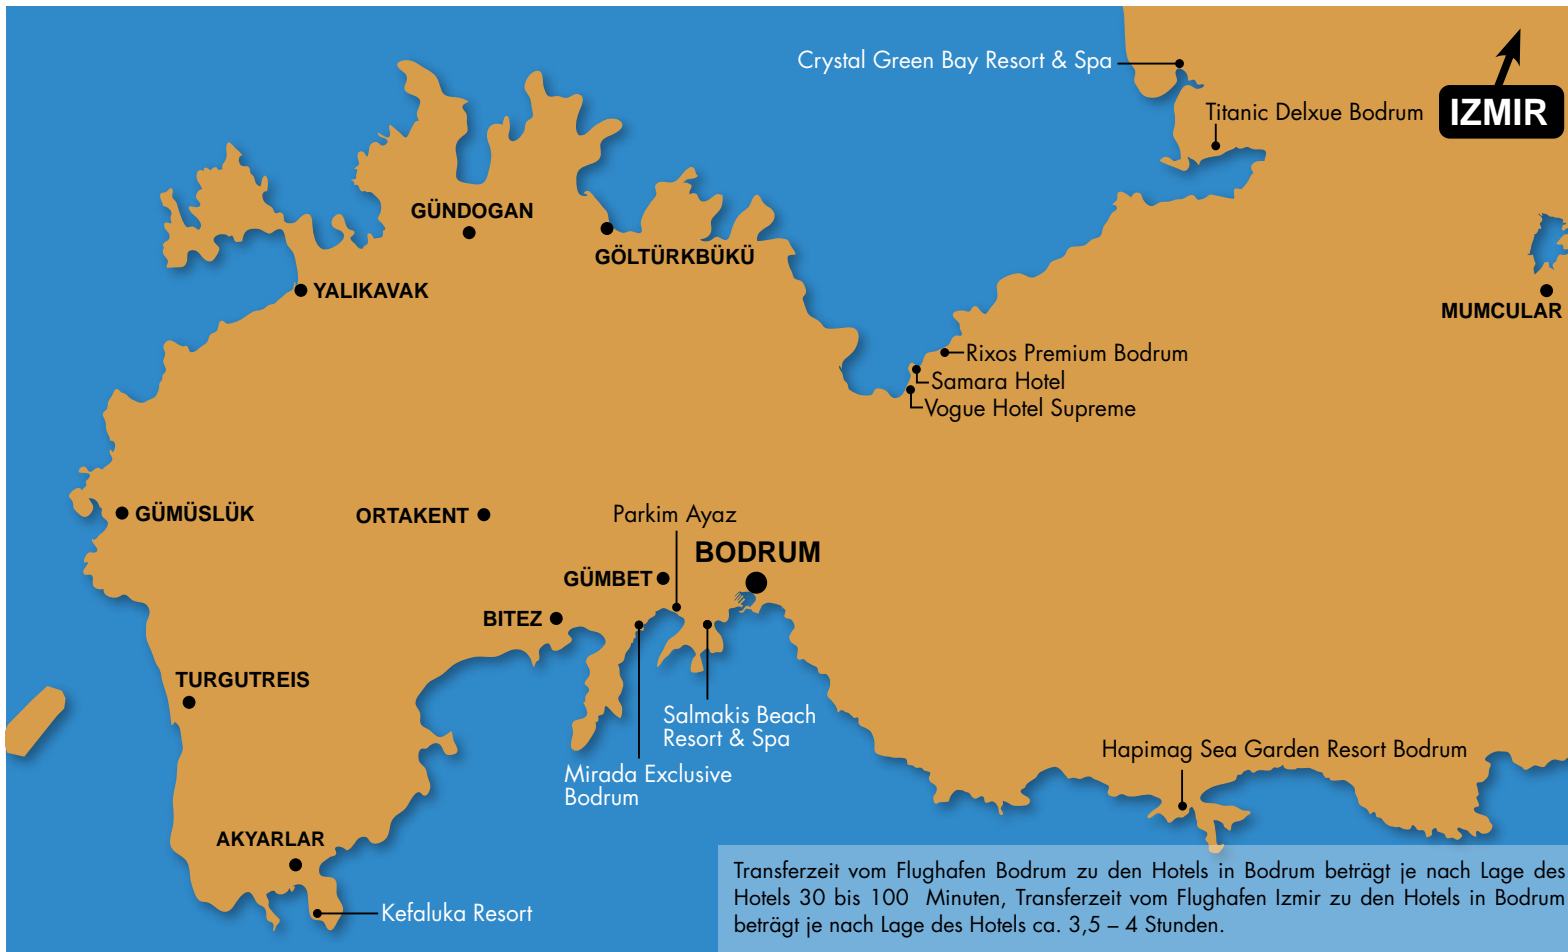 Crystal Green Bay Resort & Spa
IZMIR
Titanic Delxue Bodrum
GÜNDOGAN
GÖLTÜRKBÜKÜ
YALIKAVAK
MUMCULAR
Rixos Premium Bodrum
Samara Hotel
Vogue Hotel Supreme
GÜMÜSLÜK
ORTAKENT
Parkim Ayaz
BODRUM
GÜMBET
BITEZ
TURGUTREIS
Salmakis Beach
Resort & Spa
Mirada Exclusive
Bodrum
Hapimag Sea Garden Resort Bodrum
AKYARLAR
Kefaluka Resort
Transferzeit vom Flughafen Bodrum zu den Hotels in Bodrum beträgt je nach Lage des
Hotels 30 bis 100 Minuten, Transferzeit vom Flughafen Izmir zu den Hotels in Bodrum
beträgt je nach Lage des Hotels ca. 3,5 – 4 Stunden.